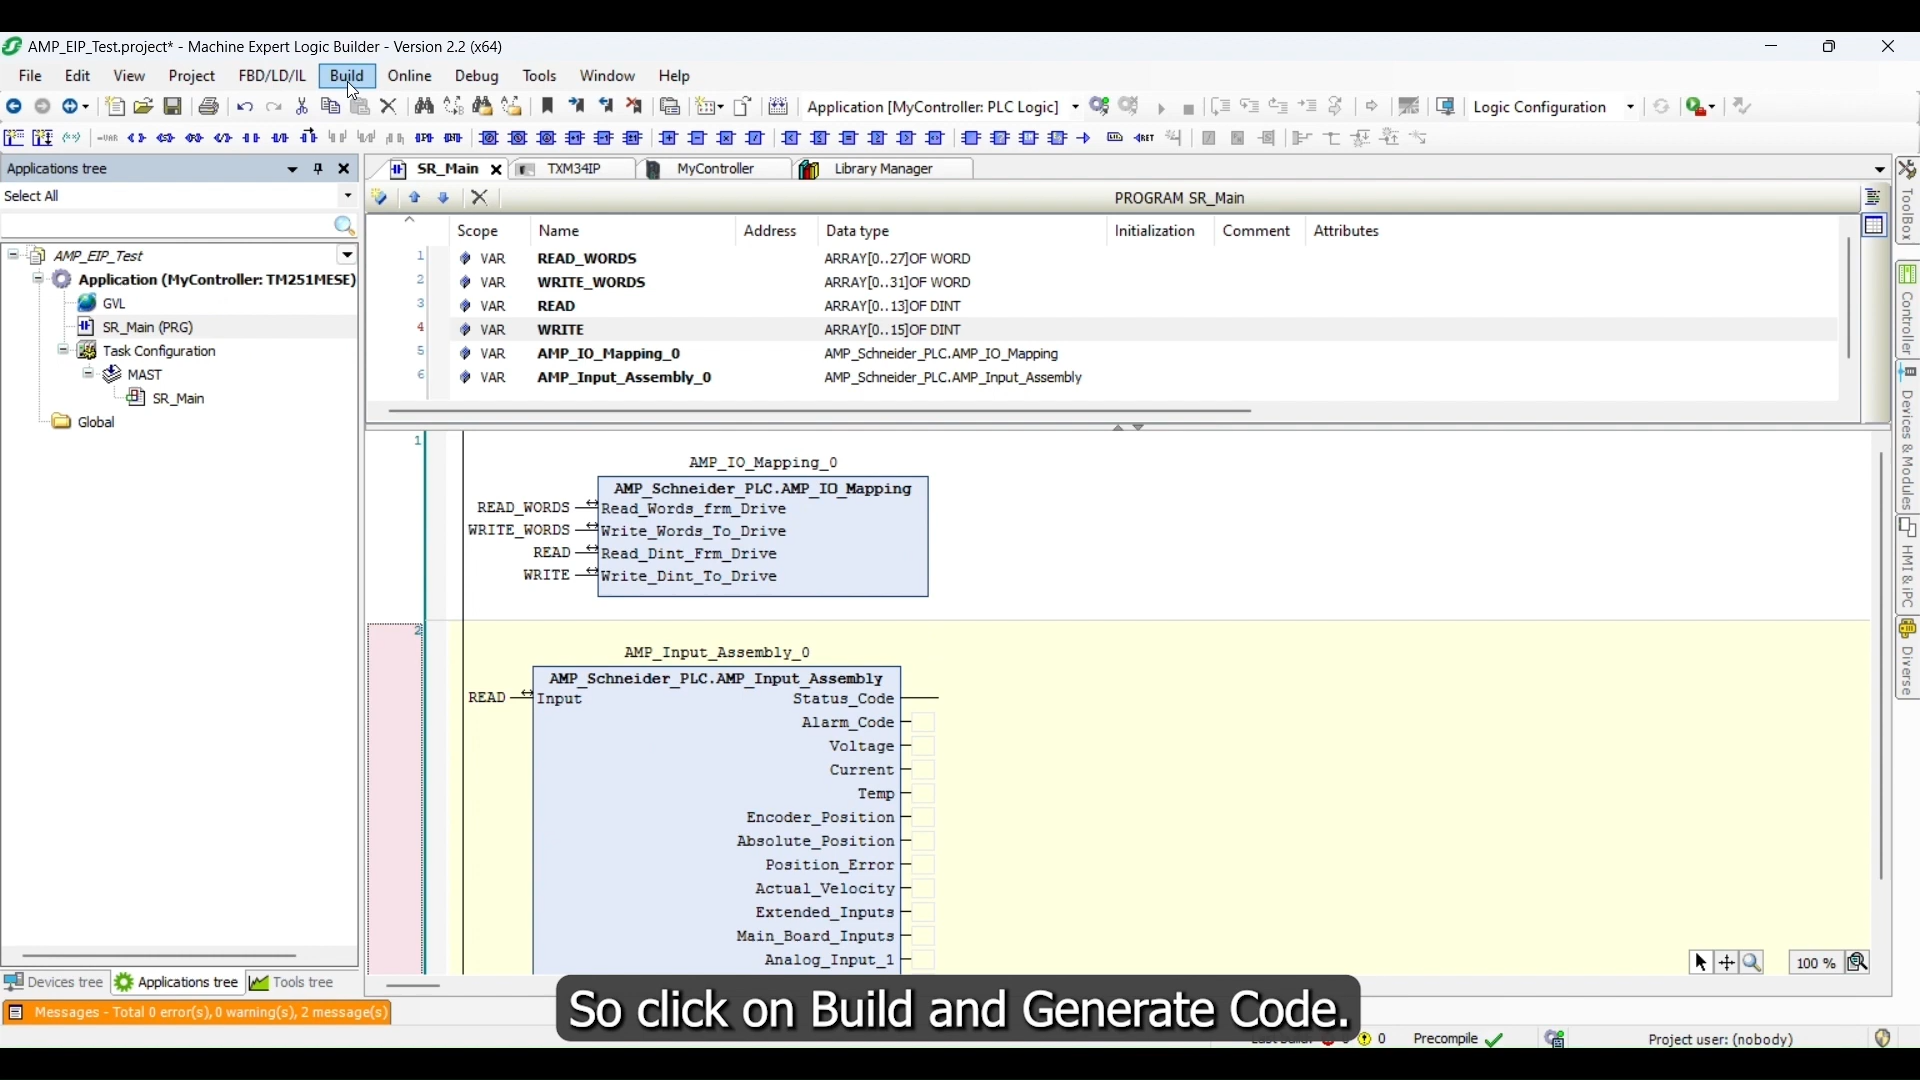 AMP_EIP_Test.project* - Machine Expert Logic Builder - Version 2.2 (x64)
File Edit View Project FBD/LD/IL Build Online Debug Tools Window Help
Application [MyController: PLC Logic]
Logic Configuration
Applications tree
SR_Main
TXM34IP
MyController
Library Manager
Select All
PROGRAM SR_Main
Scope Name Address Data type Initialization Comment Attributes
1 VAR READ_WORDS ARRAY[0..27]OF WORD
2 VAR WRITE_WORDS ARRAY[0..31]OF WORD
3 VAR READ ARRAY[0..13]OF DINT
4 VAR WRITE ARRAY[0..15]OF DINT
5 VAR AMP_IO_Mapping_0 AMP_Schneider_PLC.AMP_IO_Mapping
6 VAR AMP_Input_Assembly_0 AMP_Schneider_PLC.AMP_Input_Assembly
AMP_EIP_Test
Application (MyController: TM251MESE)
GVL
SR_Main (PRG)
Task Configuration
MAST
SR_Main
Global
1
AMP_IO_Mapping_0
AMP_Schneider_PLC.AMP_IO_Mapping
READ_WORDS Read_Words_frm_Drive
WRITE_WORDS Write_Words_To_Drive
READ Read_Dint_Frm_Drive
WRITE Write_Dint_To_Drive
2
AMP_Input_Assembly_0
AMP_Schneider_PLC.AMP_Input_Assembly
READ Input Status_Code
Alarm_Code
Voltage
Current
Temp
Encoder_Position
Absolute_Position
Position_Error
Actual_Velocity
Extended_Inputs
Main_Board_Inputs
Analog_Input_1
100 %
ToolBox
Controller
Devices & Modules
HMI & iPC
Diverse
Devices tree
Applications tree
Tools tree
Messages - Total 0 error(s), 0 warning(s), 2 message(s)
So click on Build and Generate Code.
0
Precompile
Project user: (nobody)